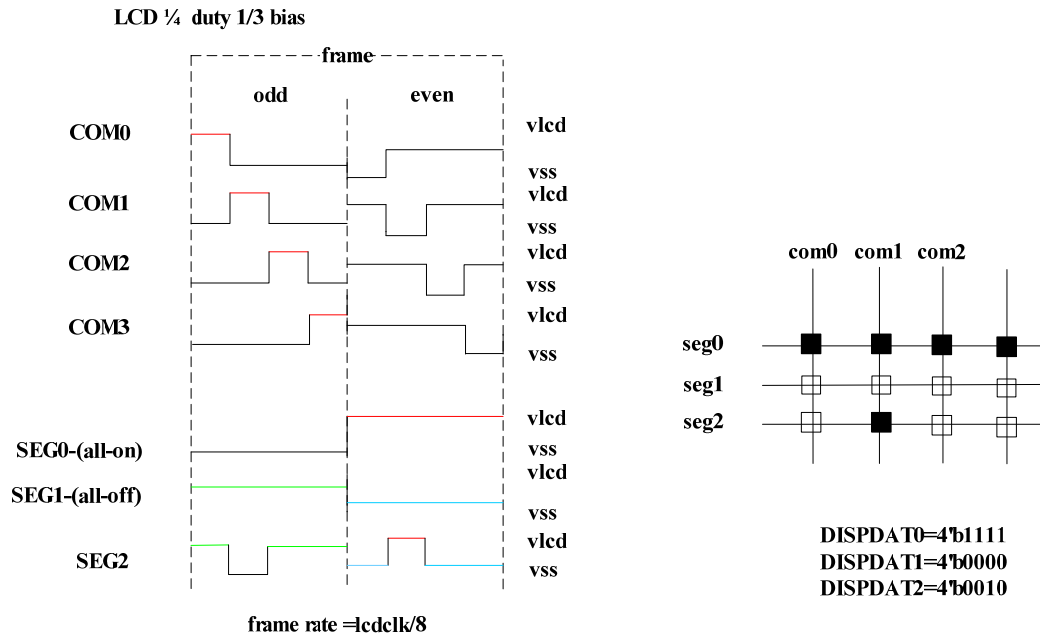 LCD ¼ duty 1/3 bias
frame
odd even
COM0 vlcd
vss
COM1 vlcd
vss
COM2 vlcd
vss
COM3 vlcd
vss
com0 com1 com2
seg0
seg1
seg2
SEG0-(all-on) vlcd
vss
SEG1-(all-off) vlcd
vss
SEG2 vlcd
vss
DISPDAT0=4'b1111
DISPDAT1=4'b0000
DISPDAT2=4'b0010
frame rate =lcdclk/8